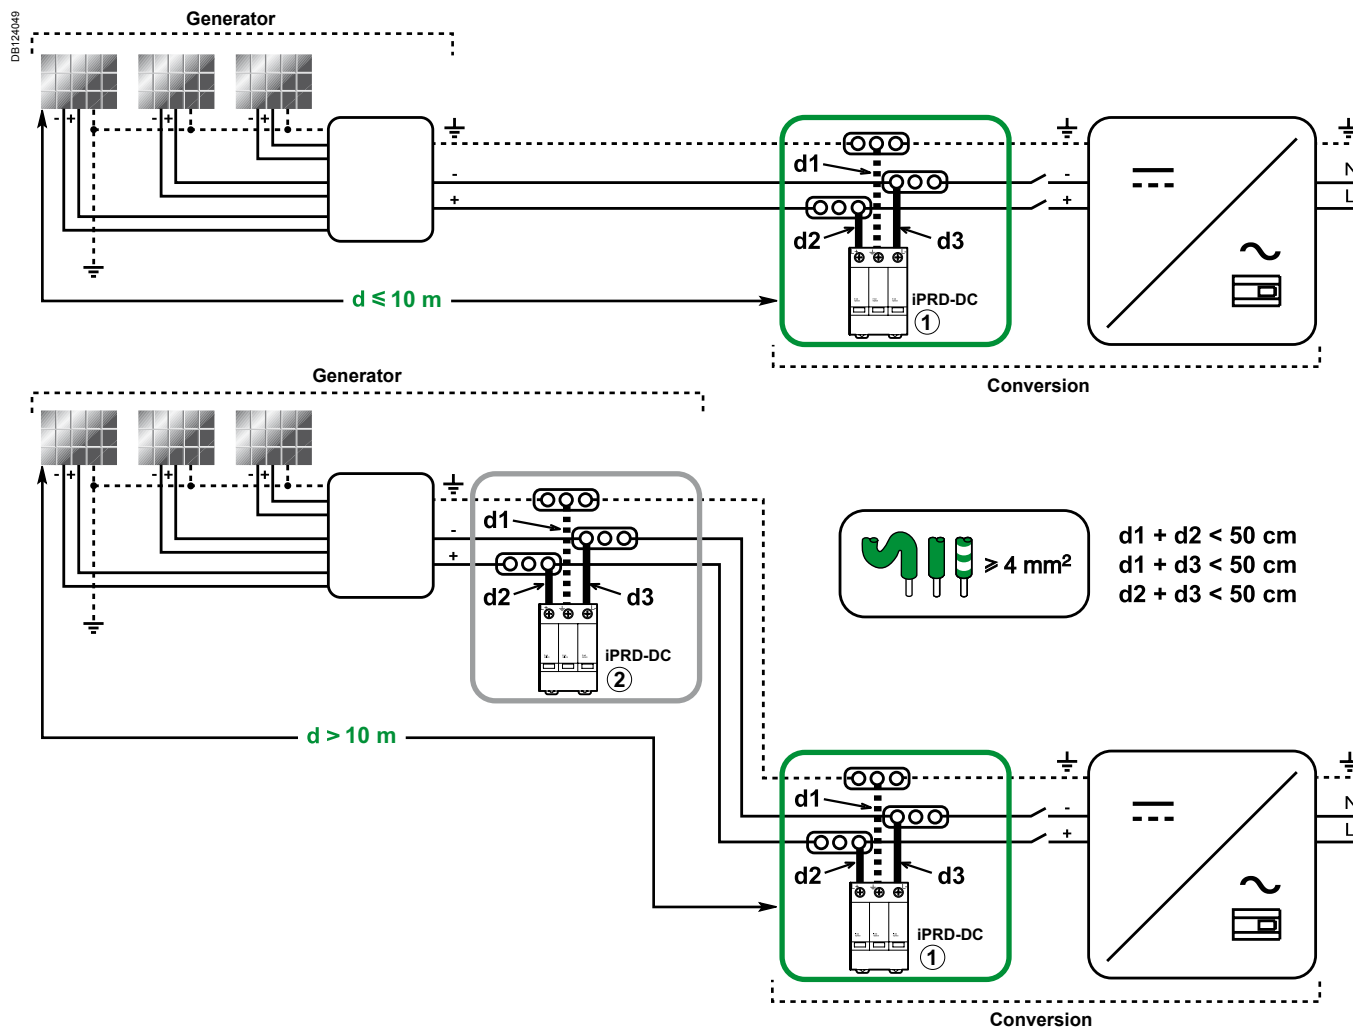 DB124049
Generator
- +
- +
- +
-
+
d1
d2
d3
iPRD-DC
1
-
+
N
L
d ≤ 10 m
Conversion
Generator
- +
- +
- +
-
+
d1
d2
d3
iPRD-DC
2
≥ 4 mm²
d1 + d2 < 50 cm
d1 + d3 < 50 cm
d2 + d3 < 50 cm
d > 10 m
d1
d2
d3
iPRD-DC
1
-
+
N
L
Conversion